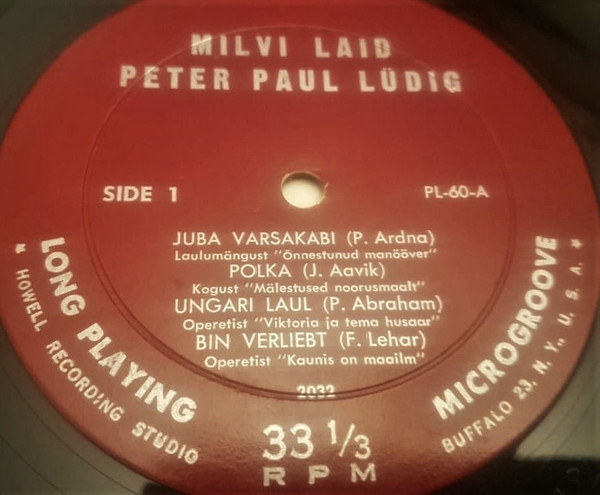 MILVI LAID
PETER PAUL LÜDIG
SIDE 1
PL-60-A
JUBA VARSAKABI (P. Ardna)
Laulumängust "Õnnestunud manööver"
POLKA (J. Aavik)
Kogust "Mälestused noorusmaalt"
UNGARI LAUL (P. Abraham)
Operetist "Viktoria ja tema husaar"
BIN VERLIEBT (F. Lehar)
Operetist "Kaunis on maailm"
2032
33 1/3
RPM
LONG PLAYING
MICROGROOVE
* HOWELL RECORDING STUDIO
BUFFALO 23, N. Y., U. S. A. *